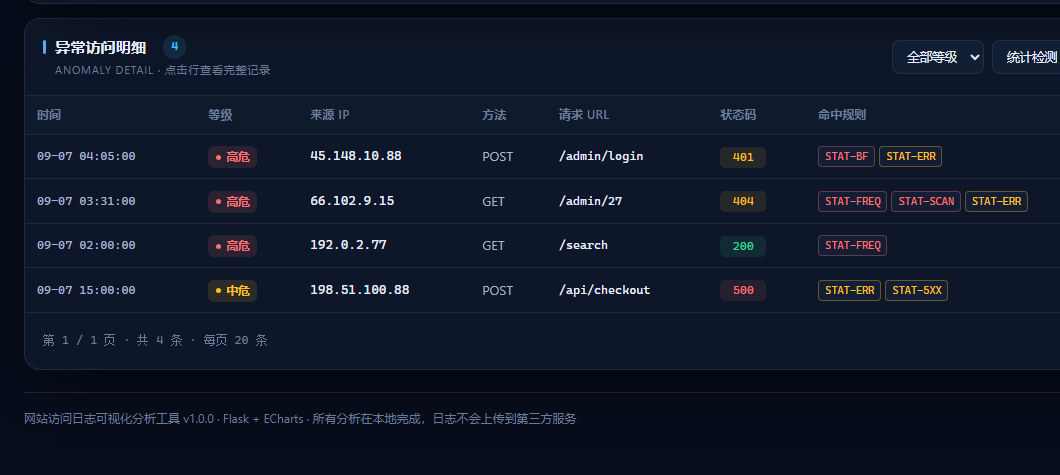 异常访问明细 4
ANOMALY DETAIL · 点击行查看完整记录
全部等级 统计检测
时间 等级 来源 IP 方法 请求 URL 状态码 命中规则
09-07 04:05:00 高危 45.148.10.88 POST /admin/login 401 STAT-BF STAT-ERR
09-07 03:31:00 高危 66.102.9.15 GET /admin/27 404 STAT-FREQ STAT-SCAN STAT-ERR
09-07 02:00:00 高危 192.0.2.77 GET /search 200 STAT-FREQ
09-07 15:00:00 中危 198.51.100.88 POST /api/checkout 500 STAT-ERR STAT-5XX
第 1 / 1 页 · 共 4 条 · 每页 20 条
网站访问日志可视化分析工具 v1.0.0 · Flask + ECharts · 所有分析在本地完成，日志不会上传到第三方服务